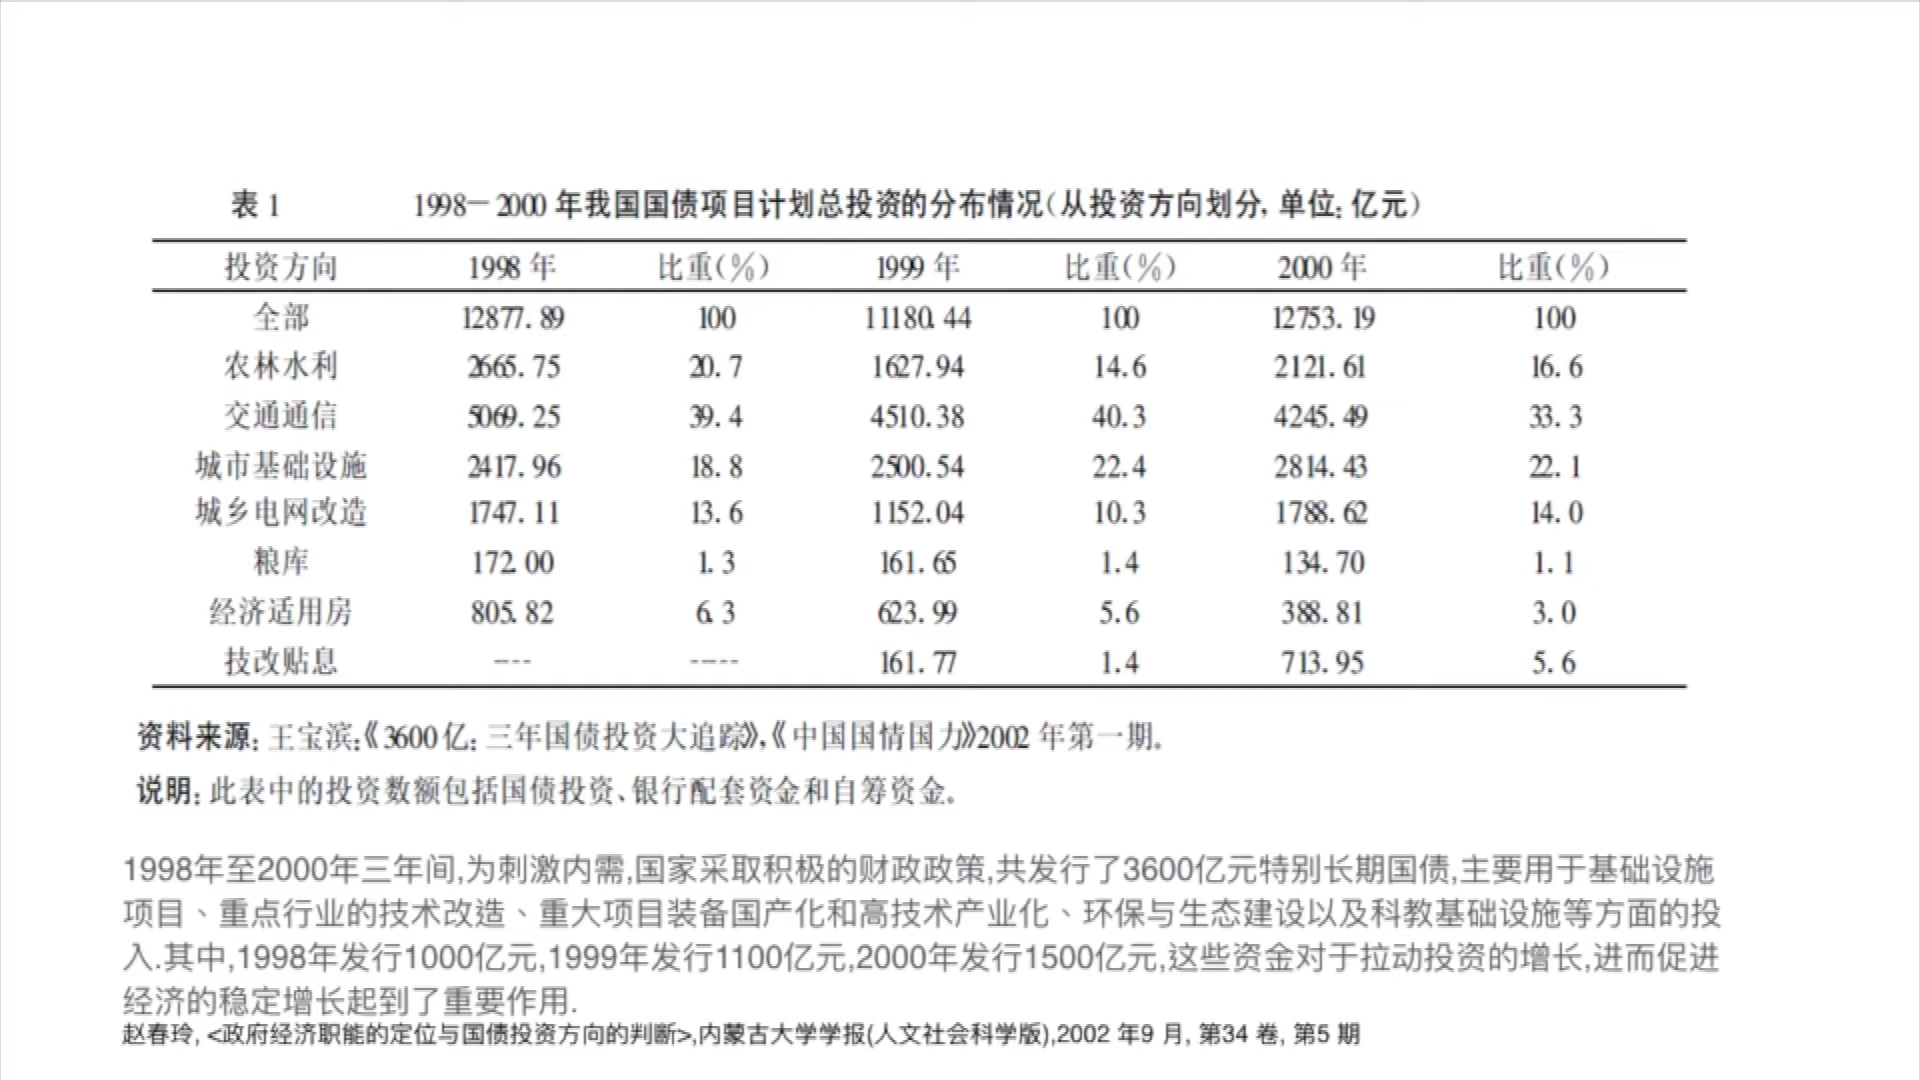 表1 1998—2000 年我国国债项目计划总投资的分布情况(从投资方向划分, 单位: 亿元)
投资方向 1998 年 比重(%) 1999 年 比重(%) 2000 年 比重(%)
全部 12877.89 100 11180.44 100 12753.19 100
农林水利 2665.75 20.7 1627.94 14.6 2121.61 16.6
交通通信 5069.25 39.4 4510.38 40.3 4245.49 33.3
城市基础设施 2417.96 18.8 2500.54 22.4 2814.43 22.1
城乡电网改造 1747.11 13.6 1152.04 10.3 1788.62 14.0
粮库 172.00 1.3 161.65 1.4 134.70 1.1
经济适用房 805.82 6.3 623.99 5.6 388.81 3.0
技改贴息 --- ----- 161.77 1.4 713.95 5.6
资料来源: 王宝滨:《3600 亿: 三年国债投资大追踪》,《中国国情国力》2002 年第一期。
说明: 此表中的投资数额包括国债投资、银行配套资金和自筹资金。
1998年至2000年三年间,为刺激内需,国家采取积极的财政政策,共发行了3600亿元特别长期国债,主要用于基础设施
项目、重点行业的技术改造、重大项目装备国产化和高技术产业化、环保与生态建设以及科教基础设施等方面的投
入.其中,1998年发行1000亿元,1999年发行1100亿元,2000年发行1500亿元,这些资金对于拉动投资的增长,进而促进
经济的稳定增长起到了重要作用.
赵春玲, <政府经济职能的定位与国债投资方向的判断>,内蒙古大学学报(人文社会科学版),2002 年9 月, 第34 卷, 第5 期